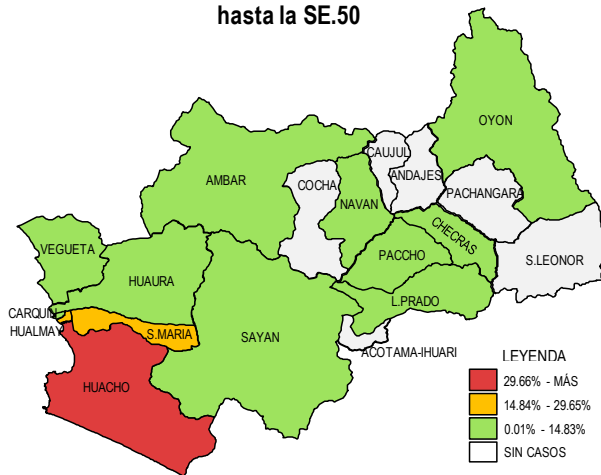 hasta la SE.50
OYON
CAUJUL
ANDAJES
AMBAR
COCHA
NAVAN
PACHANGARA
CHECRAS
VEGUETA
HUAURA
PACCHO
S.LEONOR
L.PRADO
CARQUIN
HUALMAY
S.MARIA
SAYAN
ACOTAMA-IHUARI
HUACHO
LEYENDA
29.66% - MÁS
14.84% - 29.65%
0.01% - 14.83%
SIN CASOS